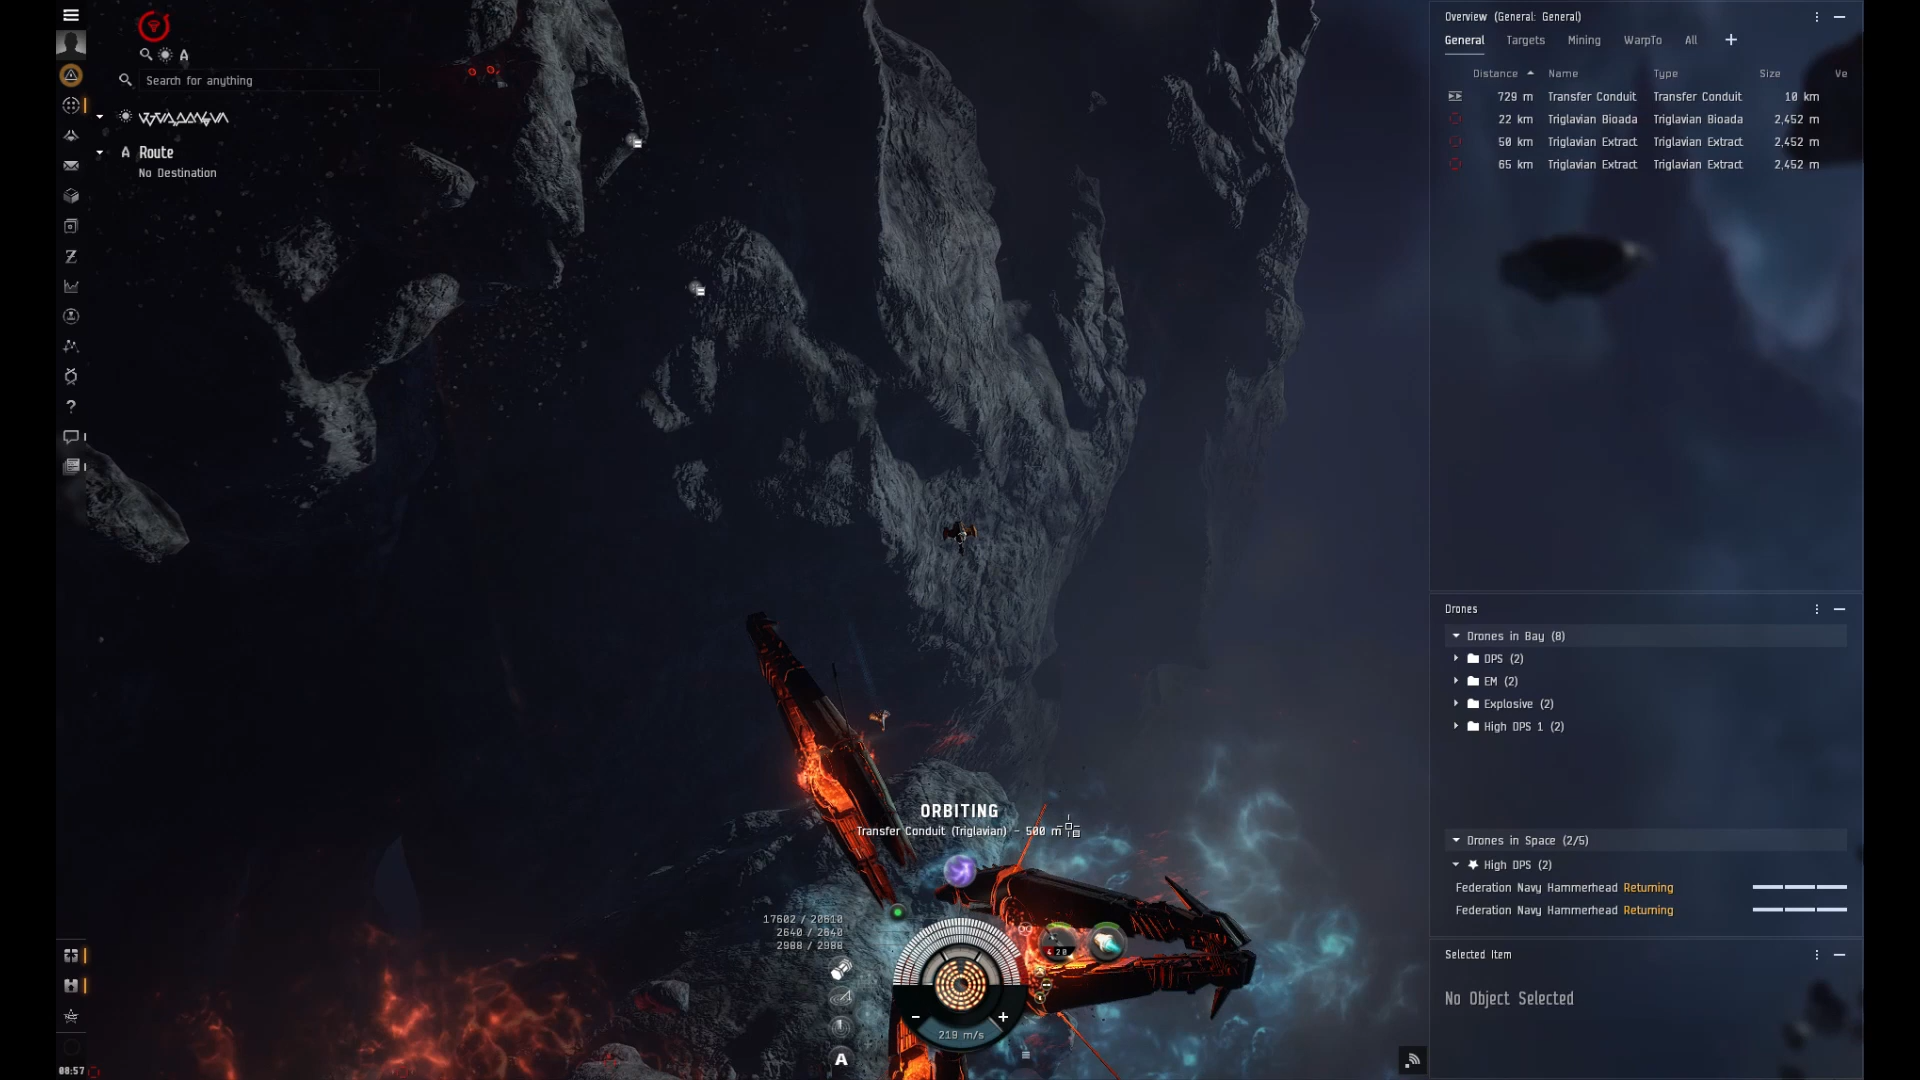 Search for anything
Route
No Destination
08:57
ORBITING
Transfer Conduit (Triglavian) - 500 m
17602 / 20610
2640 / 2640
2988 / 2988
20
219 m/s
A
Overview (General: General)
General Targets Mining WarpTo All
Distance Name Type Size Ve
729 m Transfer Conduit Transfer Conduit 10 km
22 km Triglavian Bioada Triglavian Bioada 2,452 m
50 km Triglavian Extract Triglavian Extract 2,452 m
65 km Triglavian Extract Triglavian Extract 2,452 m
Drones
Drones in Bay (8)
DPS (2)
EM (2)
Explosive (2)
High DPS 1 (2)
Drones in Space (2/5)
High DPS (2)
Federation Navy Hammerhead Returning
Federation Navy Hammerhead Returning
Selected Item
No Object Selected